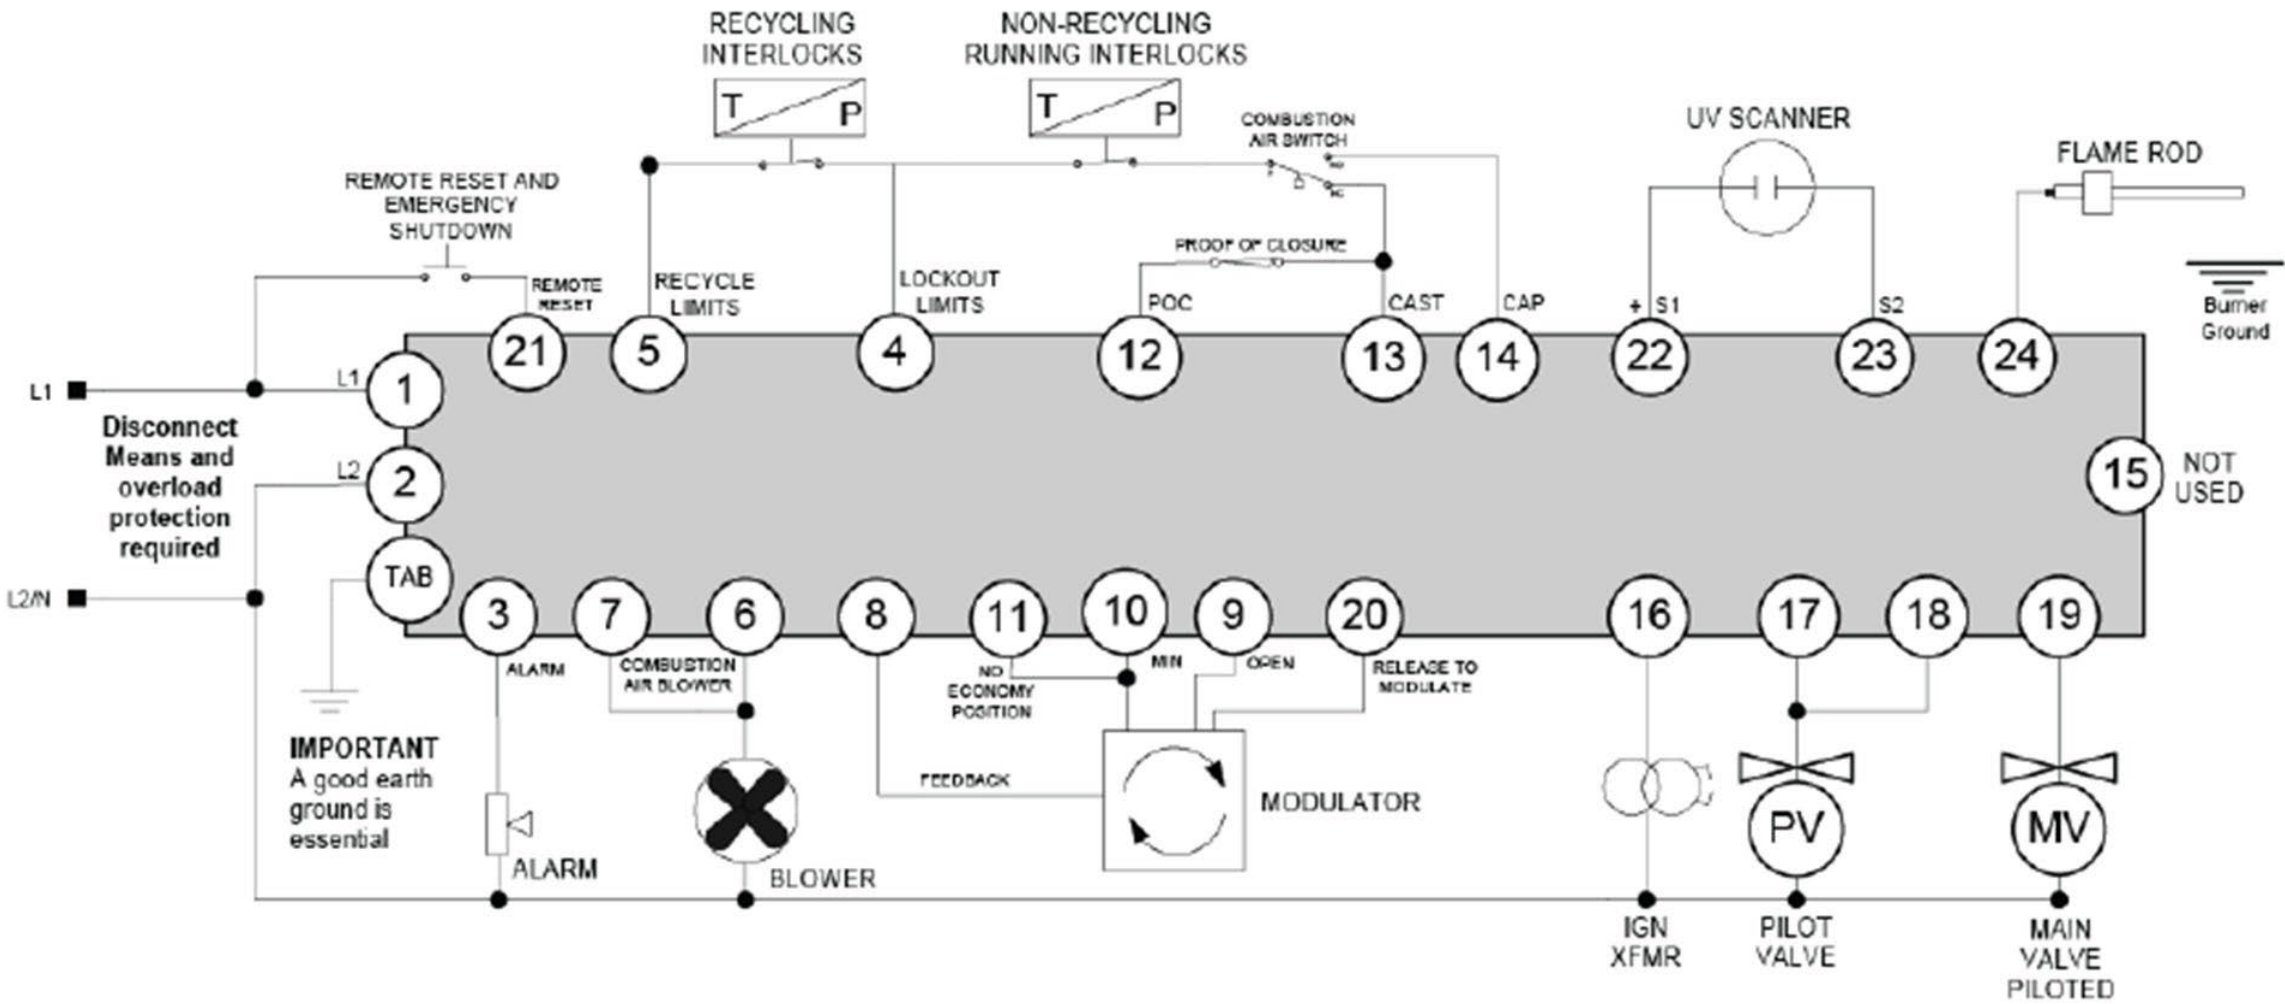 RECYCLING
INTERLOCKS
T P
NON-RECYCLING
RUNNING INTERLOCKS
T P
COMBUSTION
AIR SWITCH
UV SCANNER
FLAME ROD
REMOTE RESET AND
EMERGENCY
SHUTDOWN
PROOF OF CLOSURE
REMOTE
RESET
RECYCLE
LIMITS
LOCKOUT
LIMITS
POC
CAST
CAP
+ S1
S2
Burner
Ground
21
5
4
12
13
14
22
23
24
L1
L1
1
Disconnect
Means and
overload
protection
required
L2
2
15
NOT
USED
L2/N
TAB
3
7
6
8
11
10
9
20
16
17
18
19
ALARM
COMBUSTION
AIR BLOWER
NO
ECONOMY
POSITION
MIN
OPEN
RELEASE TO
MODULATE
IMPORTANT
A good earth
ground is
essential
FEEDBACK
MODULATOR
PV
MV
ALARM
BLOWER
IGN
XFMR
PILOT
VALVE
MAIN
VALVE
PILOTED